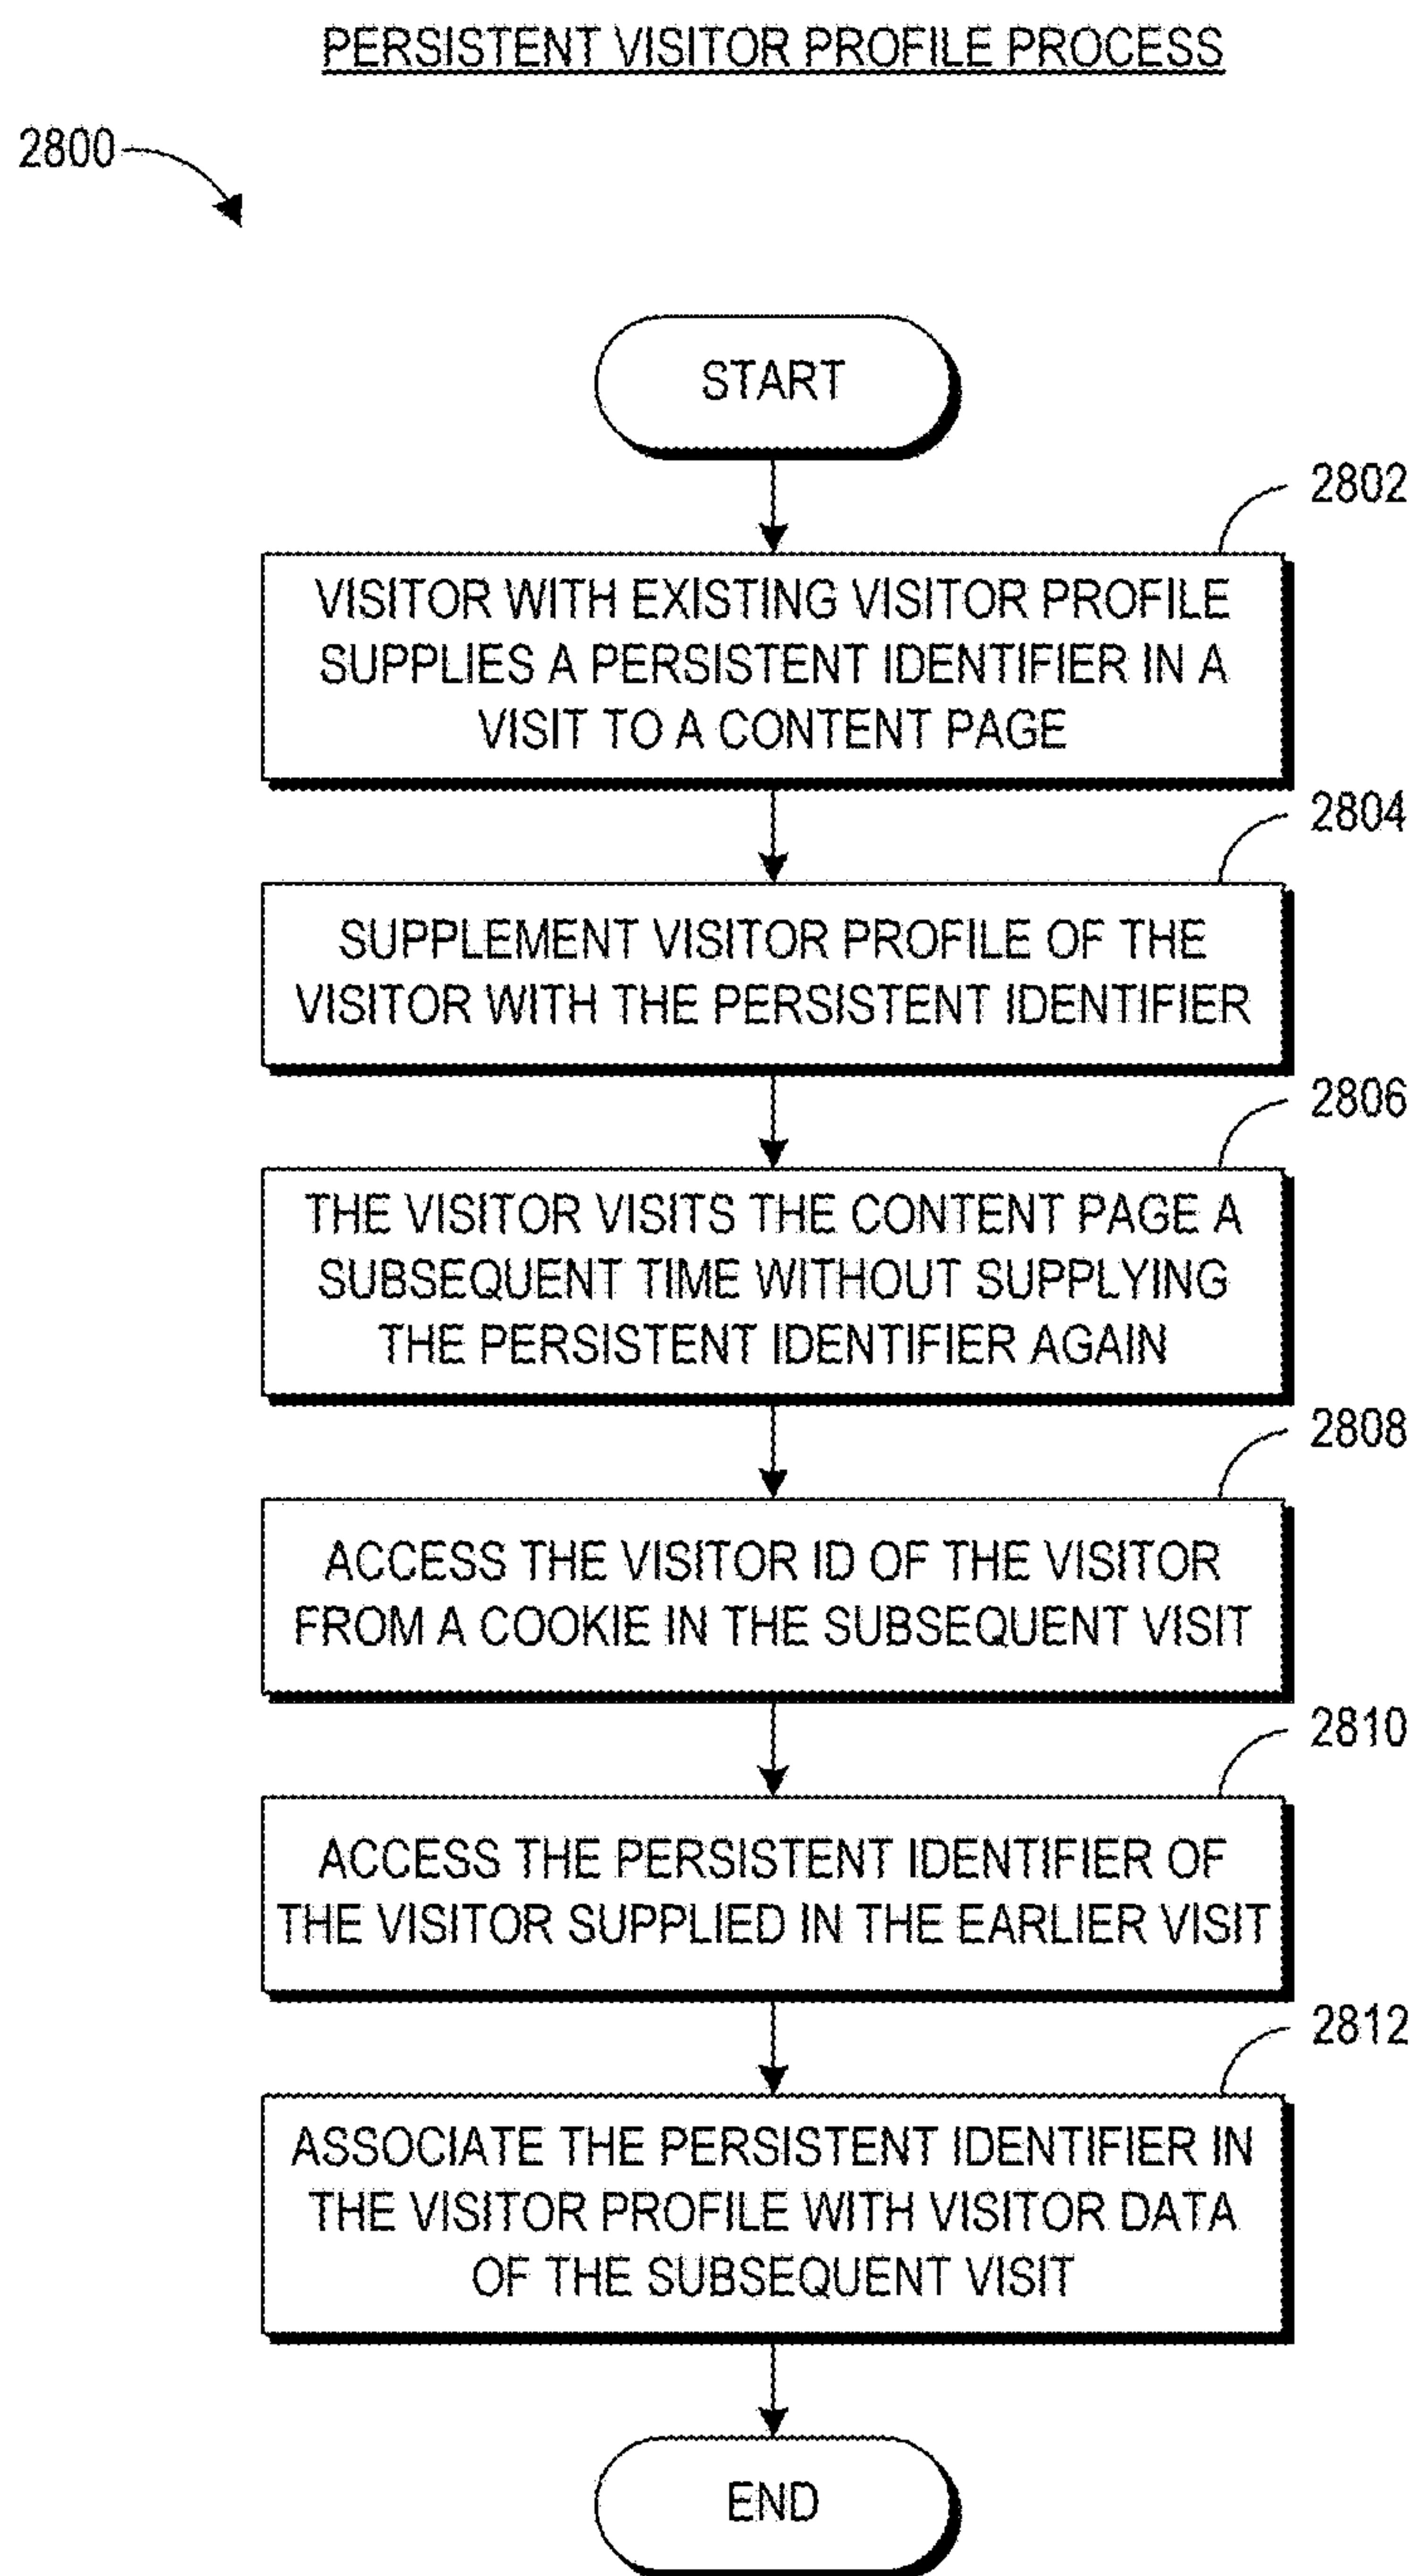 PERSISTENT VISITOR PROFILE PROCESS
2800
START
2802
VISITOR WITH EXISTING VISITOR PROFILE
SUPPLIES A PERSISTENT IDENTIFIER IN A
VISIT TO A CONTENT PAGE
2804
SUPPLEMENT VISITOR PROFILE OF THE
VISITOR WITH THE PERSISTENT IDENTIFIER
2806
THE VISITOR VISITS THE CONTENT PAGE A
SUBSEQUENT TIME WITHOUT SUPPLYING
THE PERSISTENT IDENTIFIER AGAIN
2808
ACCESS THE VISITOR ID OF THE VISITOR
FROM A COOKIE IN THE SUBSEQUENT VISIT
2810
ACCESS THE PERSISTENT IDENTIFIER OF
THE VISITOR SUPPLIED IN THE EARLIER VISIT
2812
ASSOCIATE THE PERSISTENT IDENTIFIER IN
THE VISITOR PROFILE WITH VISITOR DATA
OF THE SUBSEQUENT VISIT
END